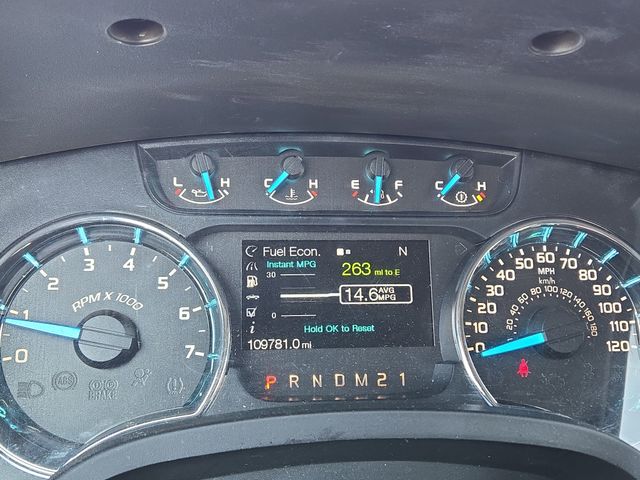 L H
C H
E F
C H
Fuel Econ. N
Instant MPG
30
263 mi to E
14.6 AVG MPG
0
Hold OK to Reset
109781.0 mi
P R N D M 2 1
0 1 2 3 4 5 6 7
RPM X 1000
ABS
BRAKE
0 10 20 30 40 50 60 70 80 90 100 110 120
MPH
km/h